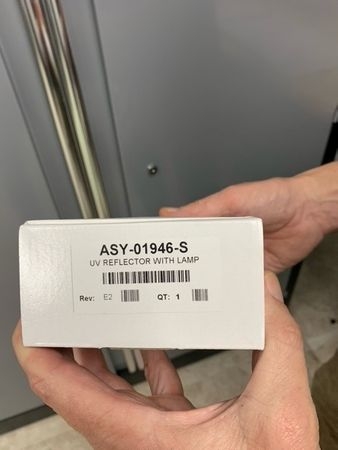 ASY-01946-S
UV REFLECTOR WITH LAMP
Rev: E2 QT: 1